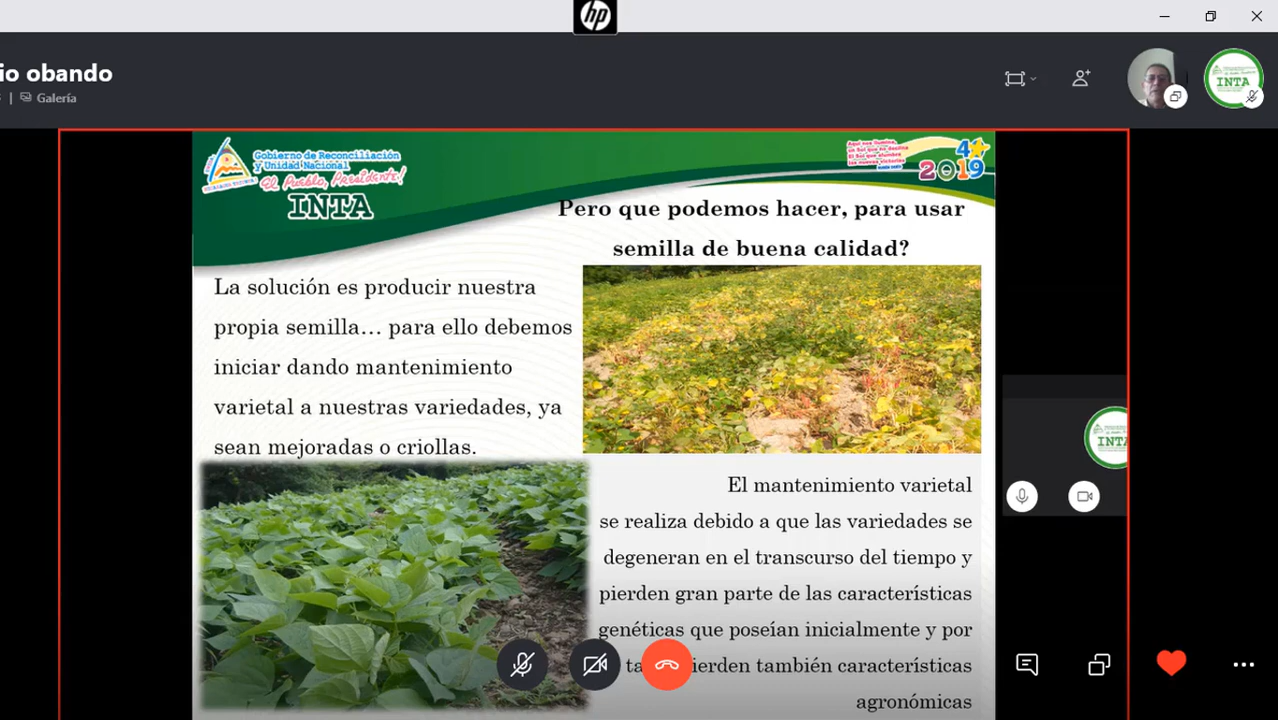 hp
io obando
| Galería
INTA
Gobierno de Reconciliación
y Unidad Nacional
El Pueblo, Presidente!
INTA
2019
Pero que podemos hacer, para usar
semilla de buena calidad?
La solución es producir nuestra
propia semilla… para ello debemos
iniciar dando mantenimiento
varietal a nuestras variedades, ya
sean mejoradas o criollas.
INT
El mantenimiento varietal
se realiza debido a que las variedades se
degeneran en el transcurso del tiempo y
pierden gran parte de las características
genéticas que poseían inicialmente y por
ta ierden también características
agronómicas